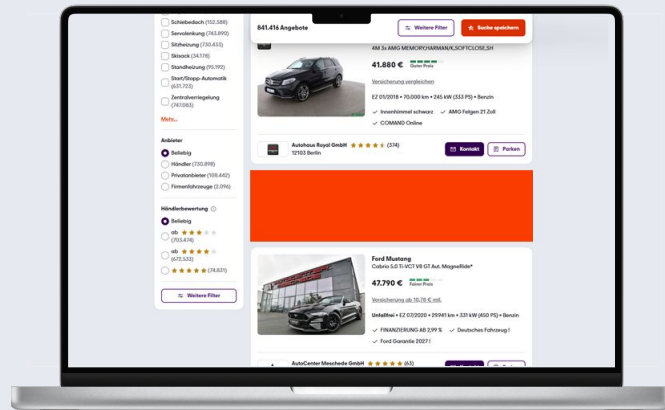 Schiebedach (152.588)
Servolenkung (743.890)
Sitzheizung (730.433)
Skisack (34.178)
Standheizung (95.192)
Start/Stopp-Automatik
(631.723)
Zentralverriegelung
(747.083)
Mehr...
Anbieter
Beliebig
Händler (730.898)
Privatanbieter (108.442)
Firmenfahrzeuge (2.096)
Händlerbewertung
Beliebig
ab
(703.474)
ab
(672.533)
(74.831)
Weitere Filter
841.416 Angebote
Weitere Filter
Suche speichern
4M 3x AMG MEMORY,HARMAN/K,SOFTCLOSE,SH
41.880 €
Guter Preis
Versicherung vergleichen
EZ 01/2018 • 70.000 km • 245 kW (333 PS) • Benzin
Innenhimmel schwarz
AMG Felgen 21 Zoll
COMAND Online
Autohaus Royal GmbH (374)
12103 Berlin
Kontakt
Parken
Ford Mustang
Cabrio 5.0 Ti-VCT V8 GT Aut. MagneRide*
47.790 €
Fairer Preis
Versicherung ab 10,78 € mtl.
Unfallfrei • EZ 07/2020 • 29.941 km • 331 kW (450 PS) • Benzin
FINANZIERUNG AB 2,99 %
Deutsches Fahrzeug !
Ford Garantie 2027 !
AutoCenter Meschede GmbH (63)